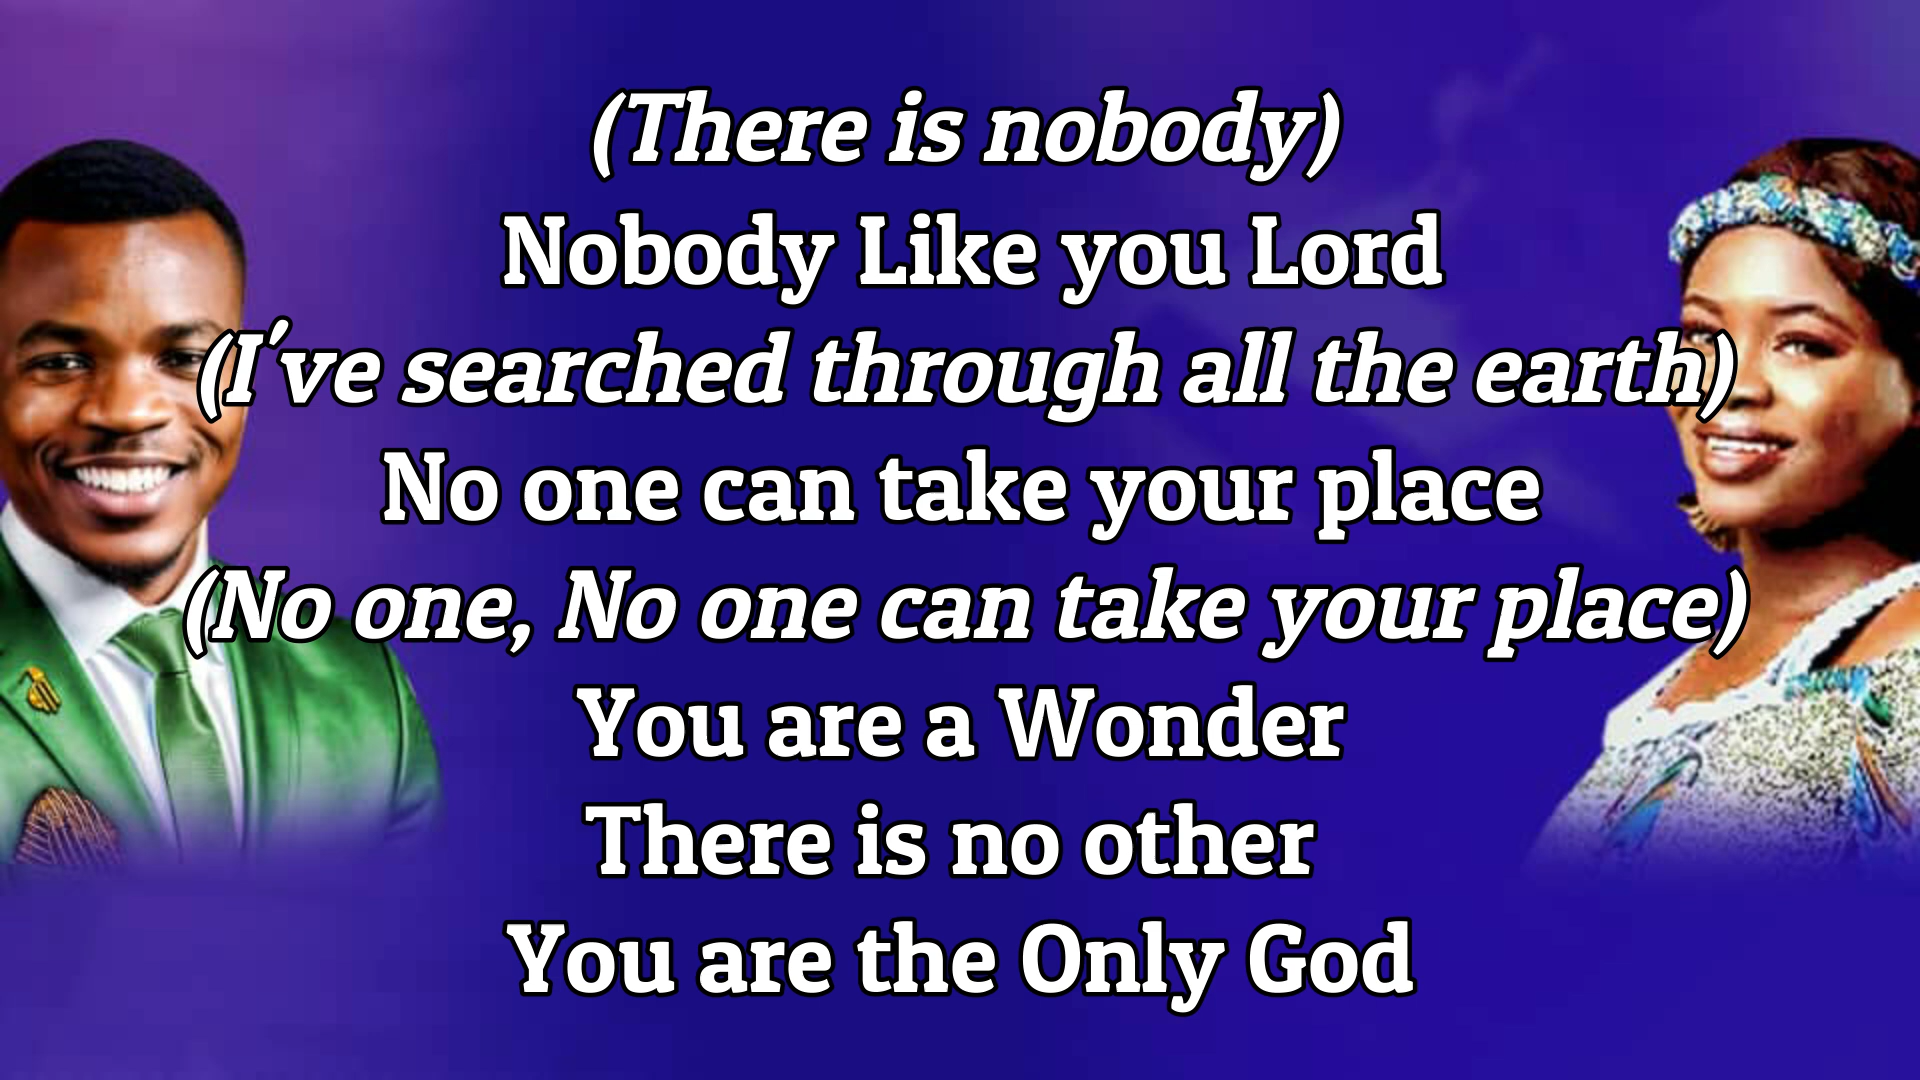 (There is nobody)
Nobody Like you Lord
(I've searched through all the earth)
No one can take your place
(No one, No one can take your place)
You are a Wonder
There is no other
You are the Only God